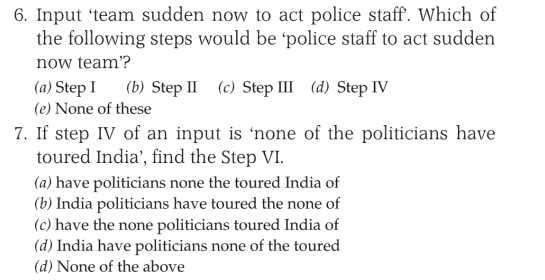 6. Input ‘team sudden now to act police staff’. Which of
the following steps would be ‘police staff to act sudden
now team’?
(a) Step I (b) Step II (c) Step III (d) Step IV
(e) None of these
7. If step IV of an input is ‘none of the politicians have
toured India’, find the Step VI.
(a) have politicians none the toured India of
(b) India politicians have toured the none of
(c) have the none politicians toured India of
(d) India have politicians none of the toured
(d) None of the above